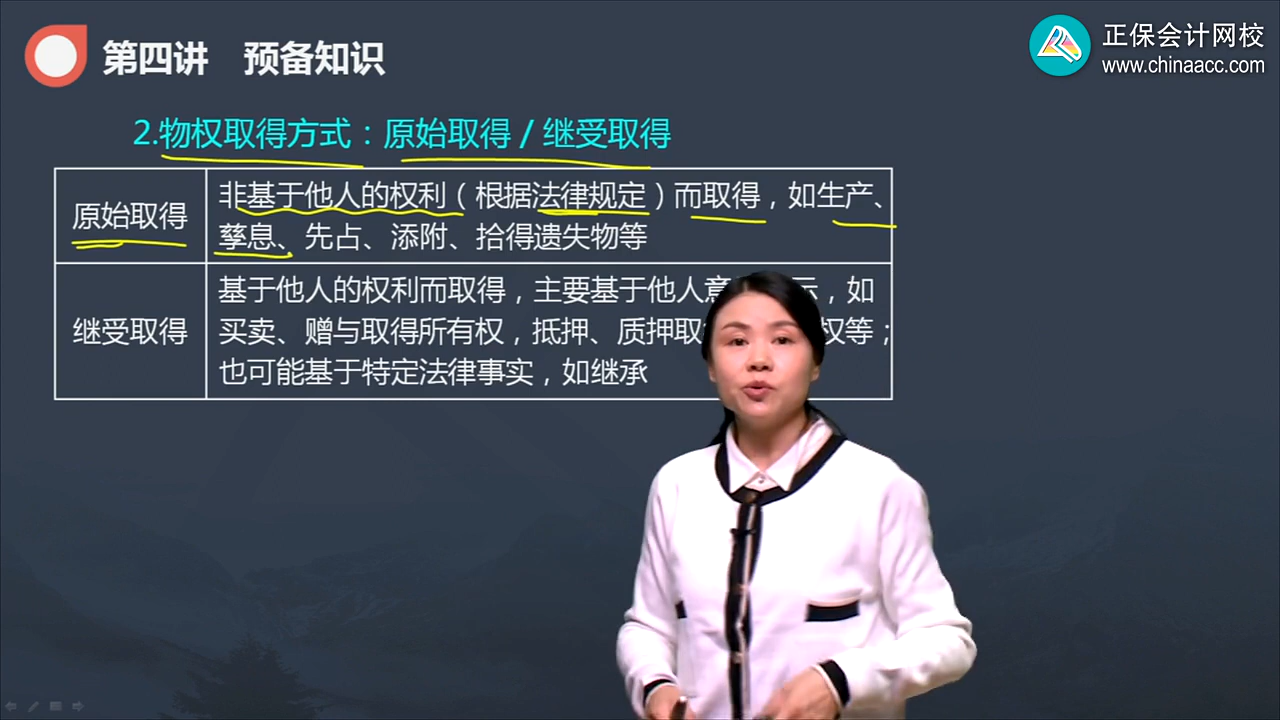 正保会计网校
www.chinaacc.com
第四讲 预备知识
2.物权取得方式：原始取得 / 继受取得
原始取得
非基于他人的权利（根据法律规定）而取得，如生产、
孳息、先占、添附、拾得遗失物等
继受取得
基于他人的权利而取得，主要基于他人意 示，如
买卖、赠与取得所有权，抵押、质押取 权等；
也可能基于特定法律事实，如继承